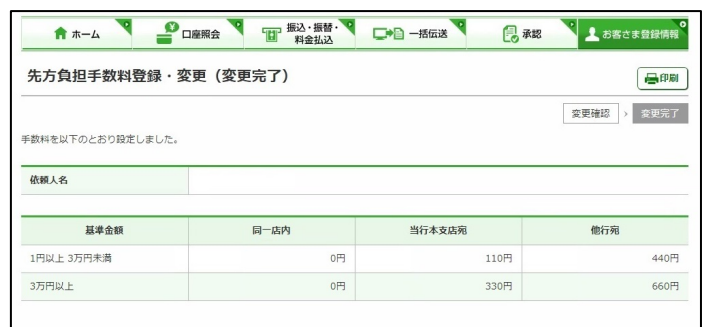 ホーム
口座照会
振込・振替・
料金払込
一括伝送
承認
お客さま登録情報
先方負担手数料登録・変更（変更完了）
印刷
変更確認 › 変更完了
手数料を以下のとおり設定しました。
依頼人名
基準金額 同一店内 当行本支店宛 他行宛
1円以上 3万円未満 0円 110円 440円
3万円以上 0円 330円 660円